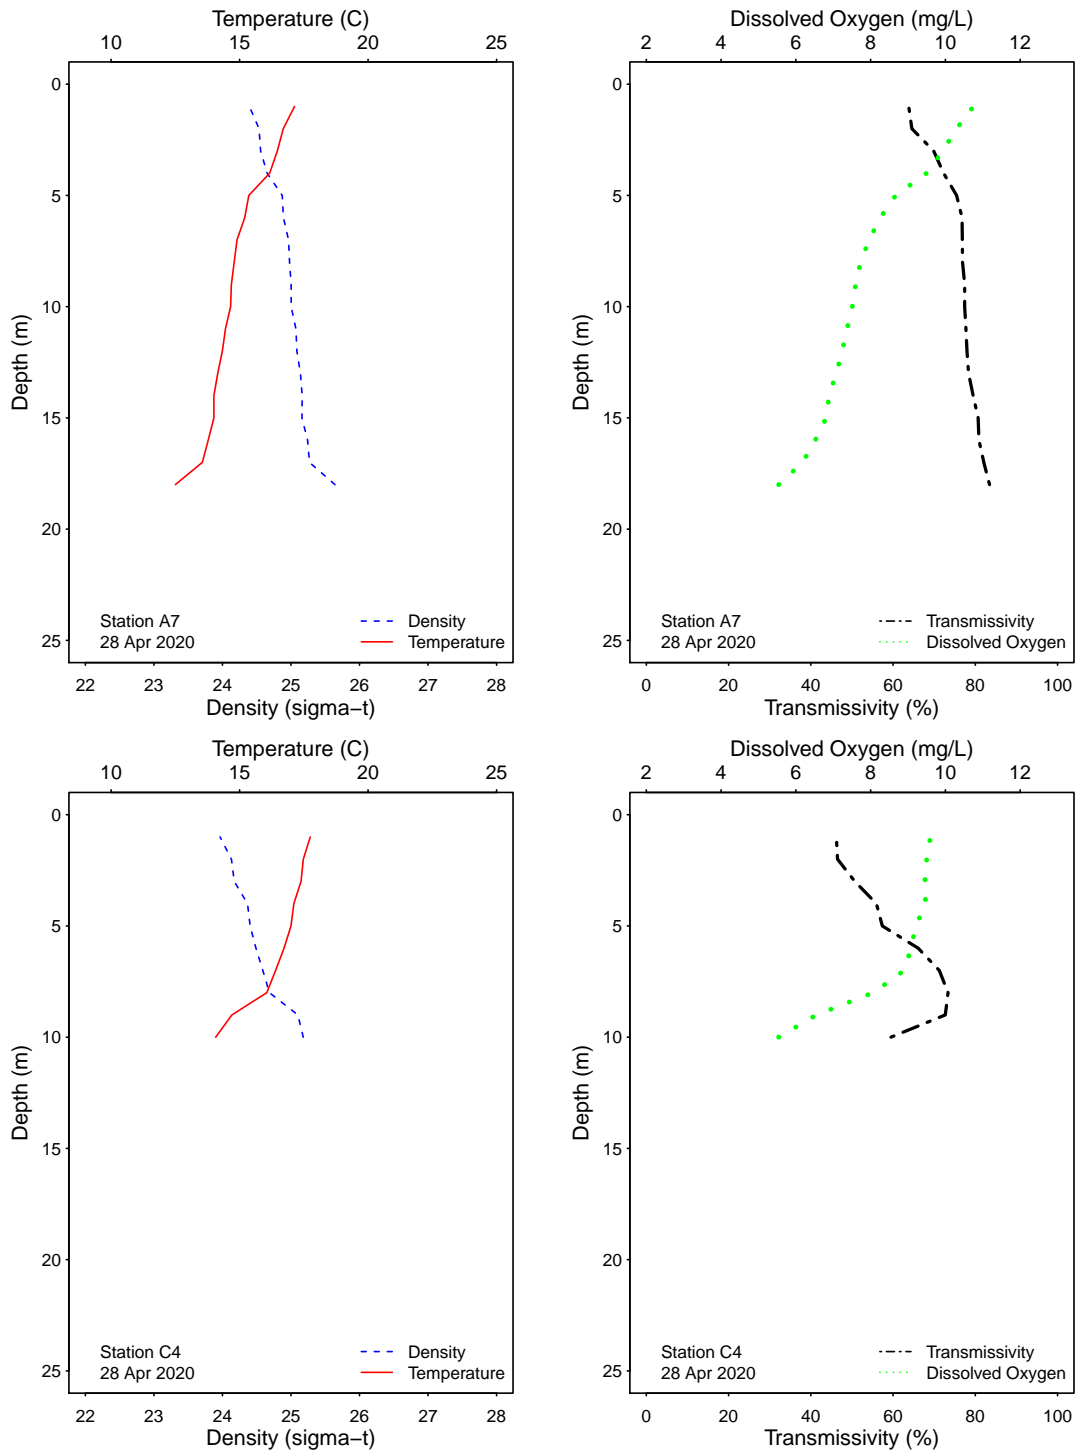 Temperature (C)
10 15 20 25
0
5
10
15
20
25
Depth (m)
Station A7
28 Apr 2020
Density
Temperature
22 23 24 25 26 27 28
Density (sigma−t)
Dissolved Oxygen (mg/L)
2 4 6 8 10 12
0
5
10
15
20
25
Depth (m)
Station A7
28 Apr 2020
Transmissivity
Dissolved Oxygen
0 20 40 60 80 100
Transmissivity (%)
Temperature (C)
10 15 20 25
0
5
10
15
20
25
Depth (m)
Station C4
28 Apr 2020
Density
Temperature
22 23 24 25 26 27 28
Density (sigma−t)
Dissolved Oxygen (mg/L)
2 4 6 8 10 12
0
5
10
15
20
25
Depth (m)
Station C4
28 Apr 2020
Transmissivity
Dissolved Oxygen
0 20 40 60 80 100
Transmissivity (%)